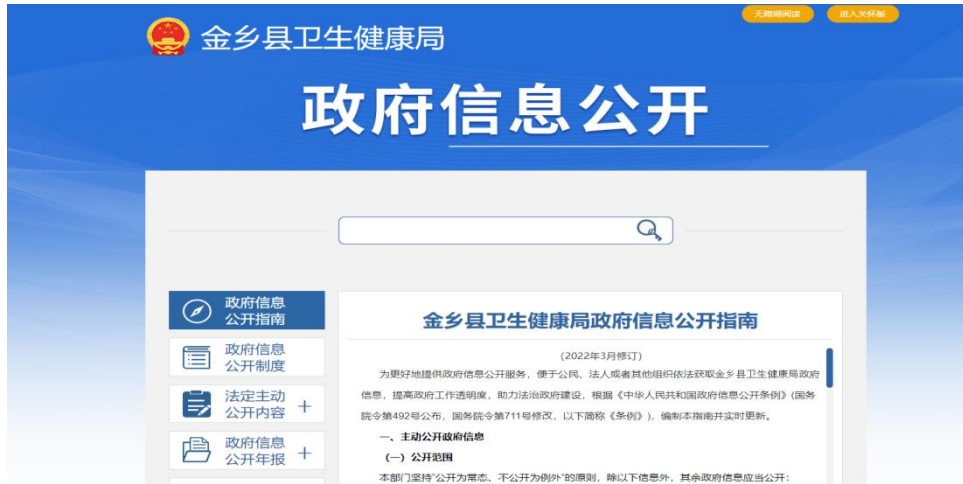 无障碍阅读
进入关怀版
金乡县卫生健康局
政府信息公开
政府信息
公开指南
政府信息
公开制度
法定主动
公开内容 +
政府信息
公开年报 +
金乡县卫生健康局政府信息公开指南
(2022年3月修订)
为更好地提供政府信息公开服务，便于公民、法人或者其他组织依法获取金乡县卫生健康局政府
信息，提高政府工作透明度，助力法治政府建设，根据《中华人民共和国政府信息公开条例》(国务
院令第492号公布，国务院令第711号修改，以下简称《条例》)，编制本指南并实时更新。
一、主动公开政府信息
（一）公开范围
本部门坚持“公开为常态、不公开为例外”的原则，除以下信息外，其余政府信息应当公开：